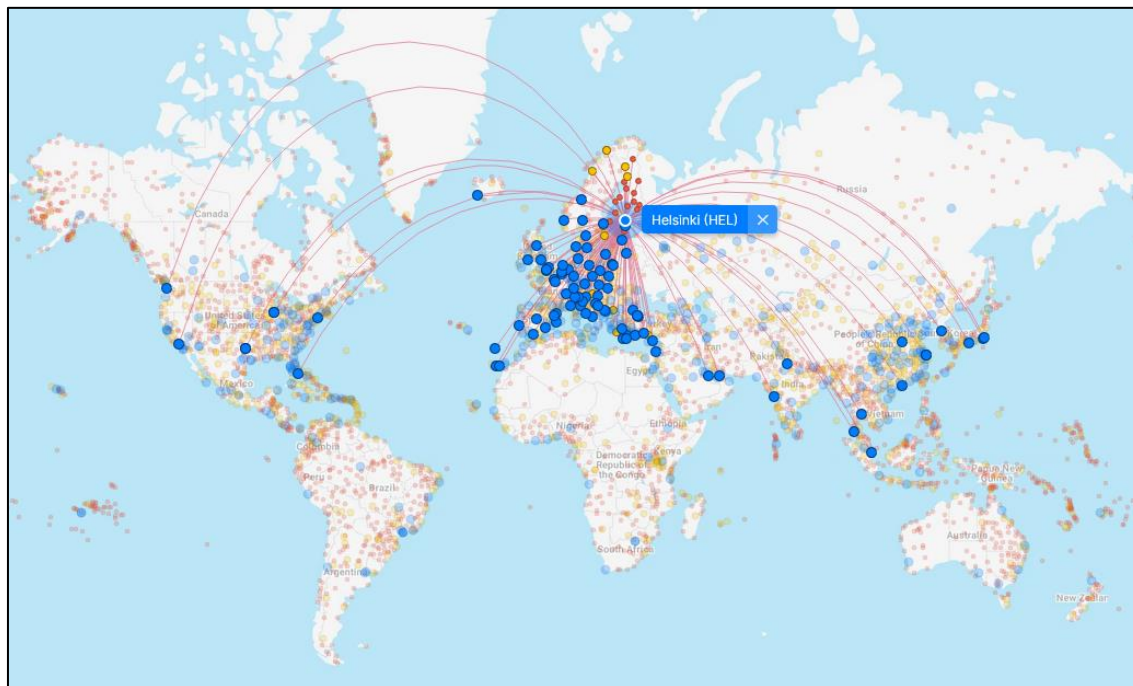 Russia
Canada
Helsinki (HEL)
United States
of America
People's Republic
of China
Iran
Pakistan
Mexico
Egypt
India
Vietnam
Nigeria
Ethiopia
Colombia
Democratic
Republic of
the Congo
Kenya
Peru
Brazil
Papua New
Guinea
Australia
South Africa
Argentina
New Zealand